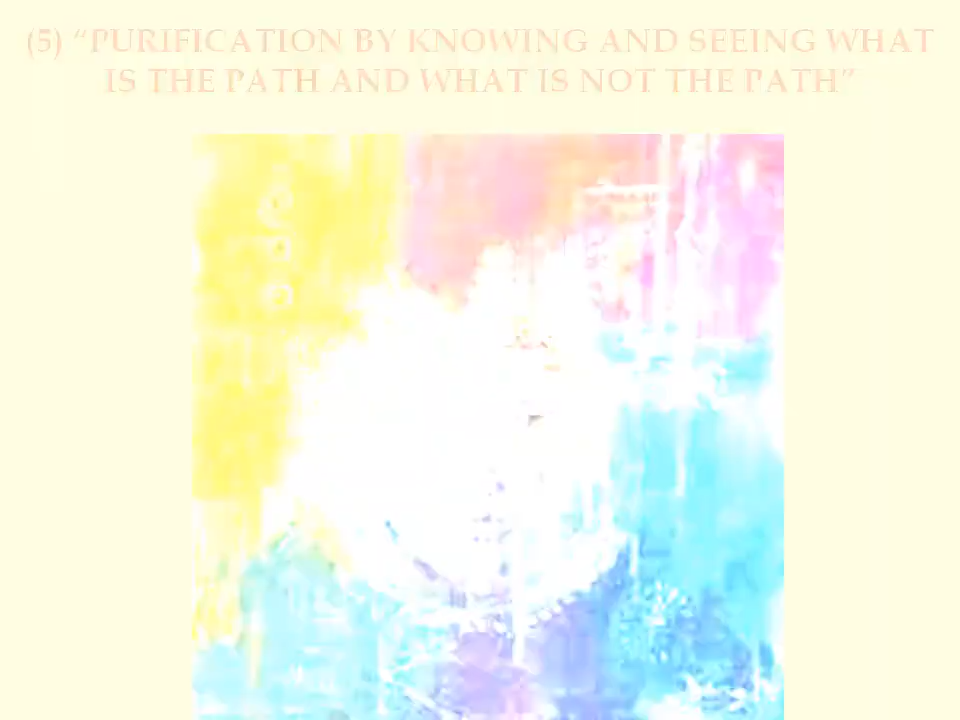 (5) “PURIFICATION BY KNOWING AND SEEING WHAT
IS THE PATH AND WHAT IS NOT THE PATH”